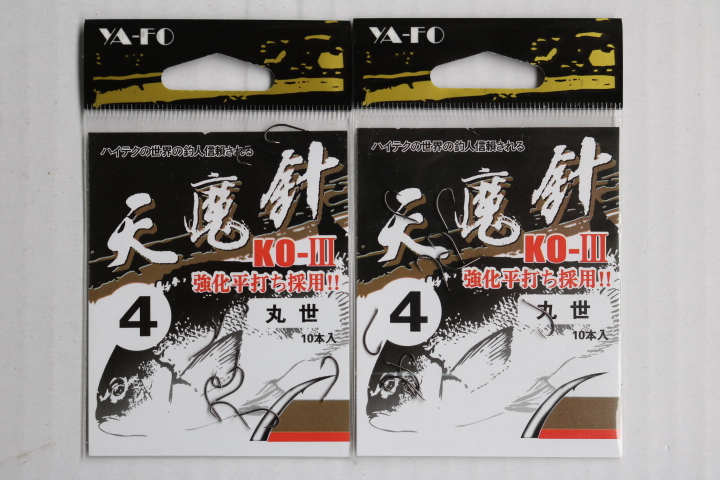 YA-FO
ハイテクの世界の釣人信頼される
天魔針
KO-III
強化平打ち採用!!
4
丸世
10本入
YA-FO
ハイテクの世界の釣人信頼される
天魔針
KO-III
強化平打ち採用!!
4
丸世
10本入